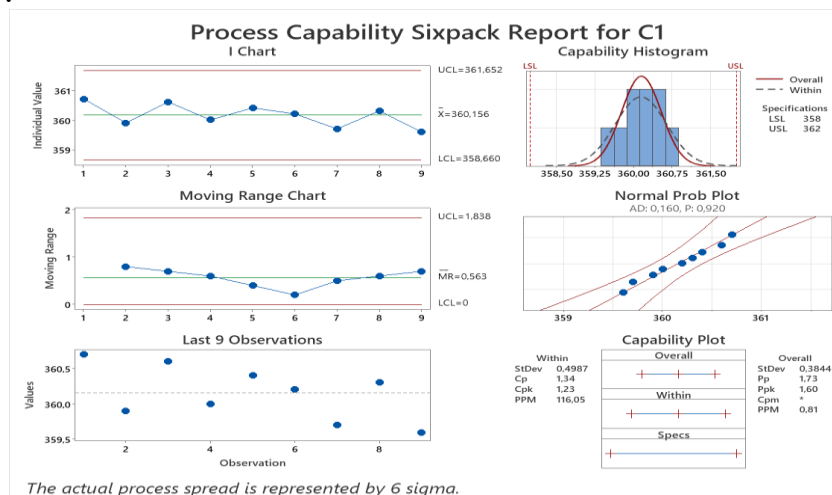 Process Capability Sixpack Report for C1
I Chart
Individual Value
361
360
359
1 2 3 4 5 6 7 8 9
UCL=361,652
X̄=360,156
LCL=358,660
Capability Histogram
LSL USL
358,50 359,25 360,00 360,75 361,50
Overall
Within
Specifications
LSL 358
USL 362
Moving Range Chart
Moving Range
2
1
0
1 2 3 4 5 6 7 8 9
UCL=1,838
M̅R̅=0,563
LCL=0
Normal Prob Plot
AD: 0,160, P: 0,920
359 360 361
Last 9 Observations
Values
360,5
360,0
359,5
2 4 6 8
Observation
Capability Plot
Within
StDev 0,4987
Cp 1,34
Cpk 1,23
PPM 116,05
Overall
Within
Specs
Overall
StDev 0,3844
Pp 1,73
Ppk 1,60
Cpm *
PPM 0,81
The actual process spread is represented by 6 sigma.